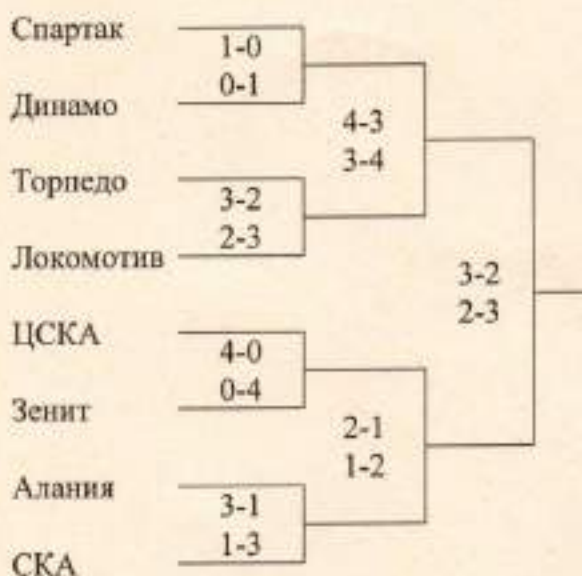 Спартак
1-0
0-1
Динамо
4-3
3-4
Торпедо
3-2
2-3
Локомотив
3-2
2-3
ЦСКА
4-0
0-4
Зенит
2-1
1-2
Алания
3-1
1-3
СКА